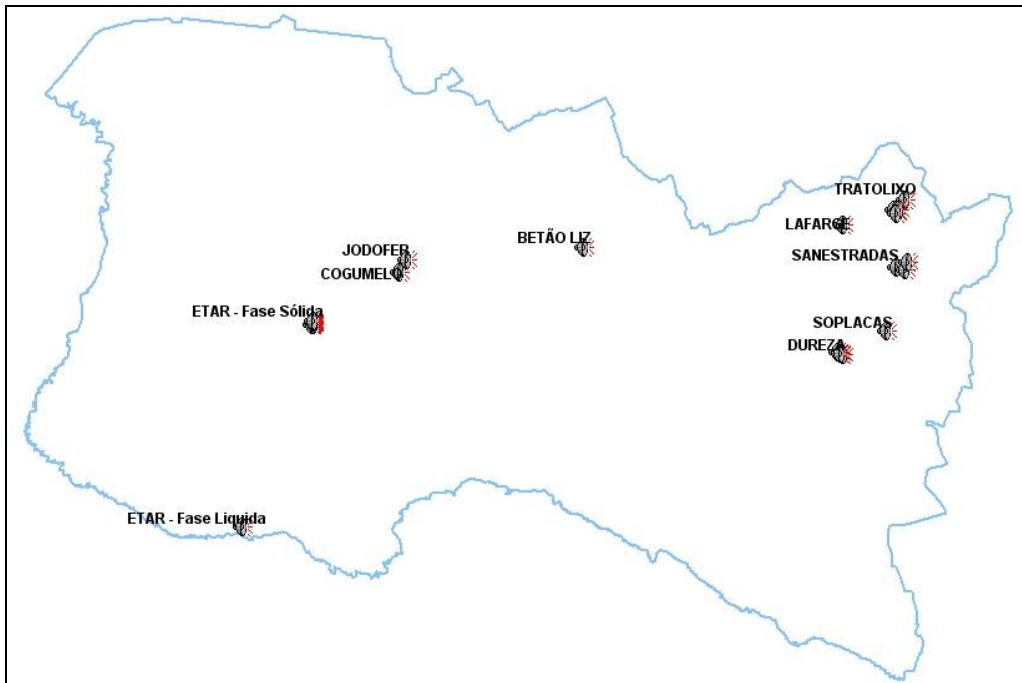 TRATOLIXO
LAFARGE
BETÃO LIZ
JODOFER
SANESTRADAS
COGUMELO
ETAR - Fase Sólida
SOPLACAS
DUREZA
ETAR - Fase Liquida